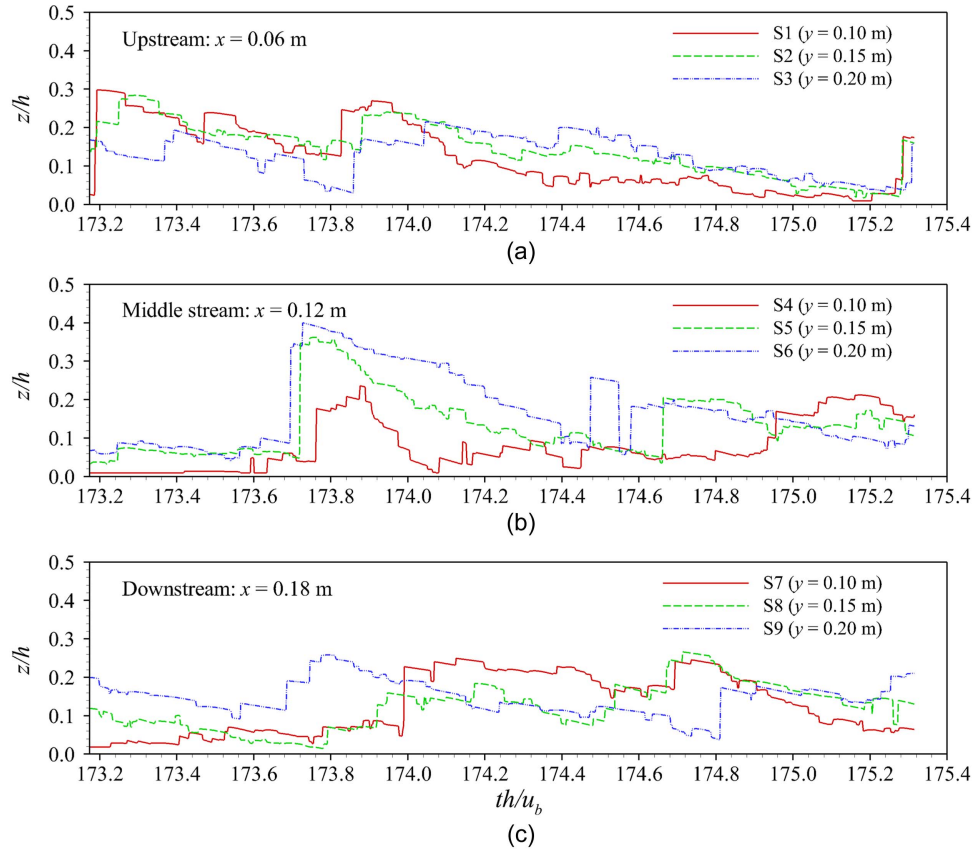 0.5
0.4
0.3
0.2
0.1
0.0
z/h
Upstream: x = 0.06 m
S1 (y = 0.10 m)
S2 (y = 0.15 m)
S3 (y = 0.20 m)
173.2 173.4 173.6 173.8 174.0 174.2 174.4 174.6 174.8 175.0 175.2 175.4
(a)
0.5
0.4
0.3
0.2
0.1
0.0
z/h
Middle stream: x = 0.12 m
S4 (y = 0.10 m)
S5 (y = 0.15 m)
S6 (y = 0.20 m)
173.2 173.4 173.6 173.8 174.0 174.2 174.4 174.6 174.8 175.0 175.2 175.4
(b)
0.5
0.4
0.3
0.2
0.1
0.0
z/h
Downstream: x = 0.18 m
S7 (y = 0.10 m)
S8 (y = 0.15 m)
S9 (y = 0.20 m)
173.2 173.4 173.6 173.8 174.0 174.2 174.4 174.6 174.8 175.0 175.2 175.4
th/u_b
(c)